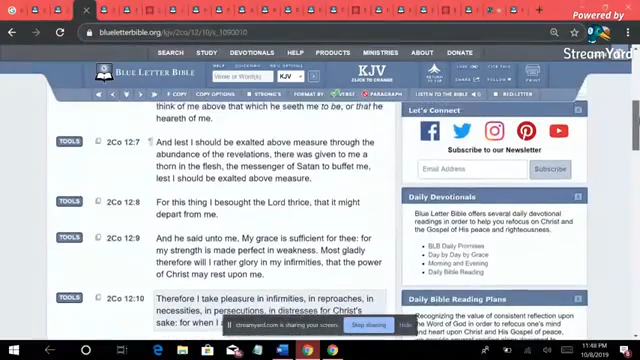 Powered by
StreamYard
blueletterbible.org/kjv/2co/12/10/s_1090010
SEARCH STUDY DEVOTIONALS HELP PRODUCTS MINISTRIES ABOUT DONATE
BLUE LETTER BIBLE
Verse or Word(s)
KJV
KJV
CLICK TO CHANGE
COPY COPY OPTIONS STRONG'S FORMAT BY VERSE PARAGRAPH LISTEN TO THE BIBLE RED-LETTER
think of me above that which he seeth me to be, or that he
heareth of me.
TOOLS 2Co 12:7 ¶ And lest I should be exalted above measure through the
abundance of the revelations, there was given to me a
thorn in the flesh, the messenger of Satan to buffet me,
lest I should be exalted above measure.
TOOLS 2Co 12:8 For this thing I besought the Lord thrice, that it might
depart from me.
TOOLS 2Co 12:9 And he said unto me, My grace is sufficient for thee: for
my strength is made perfect in weakness. Most gladly
therefore will I rather glory in my infirmities, that the power
of Christ may rest upon me.
TOOLS 2Co 12:10 Therefore I take pleasure in infirmities, in reproaches, in
necessities, in persecutions, in distresses for Christ's
sake: for when I
Let's Connect
Subscribe to our Newsletter
Email Address Subscribe
Daily Devotionals
Blue Letter Bible offers several daily devotional
readings in order to help you refocus on Christ and
the Gospel of His peace and righteousness.
BLB Daily Promises
Day by Day by Grace
Morning and Evening
Daily Bible Reading
Daily Bible Reading Plans
Recognizing the value of consistent reflection upon
the Word of God in order to refocus one's mind
and heart upon Christ and His Gospel of peace,
streamyard.com is sharing your screen. Stop sharing Hide
11:48 PM
10/8/2019